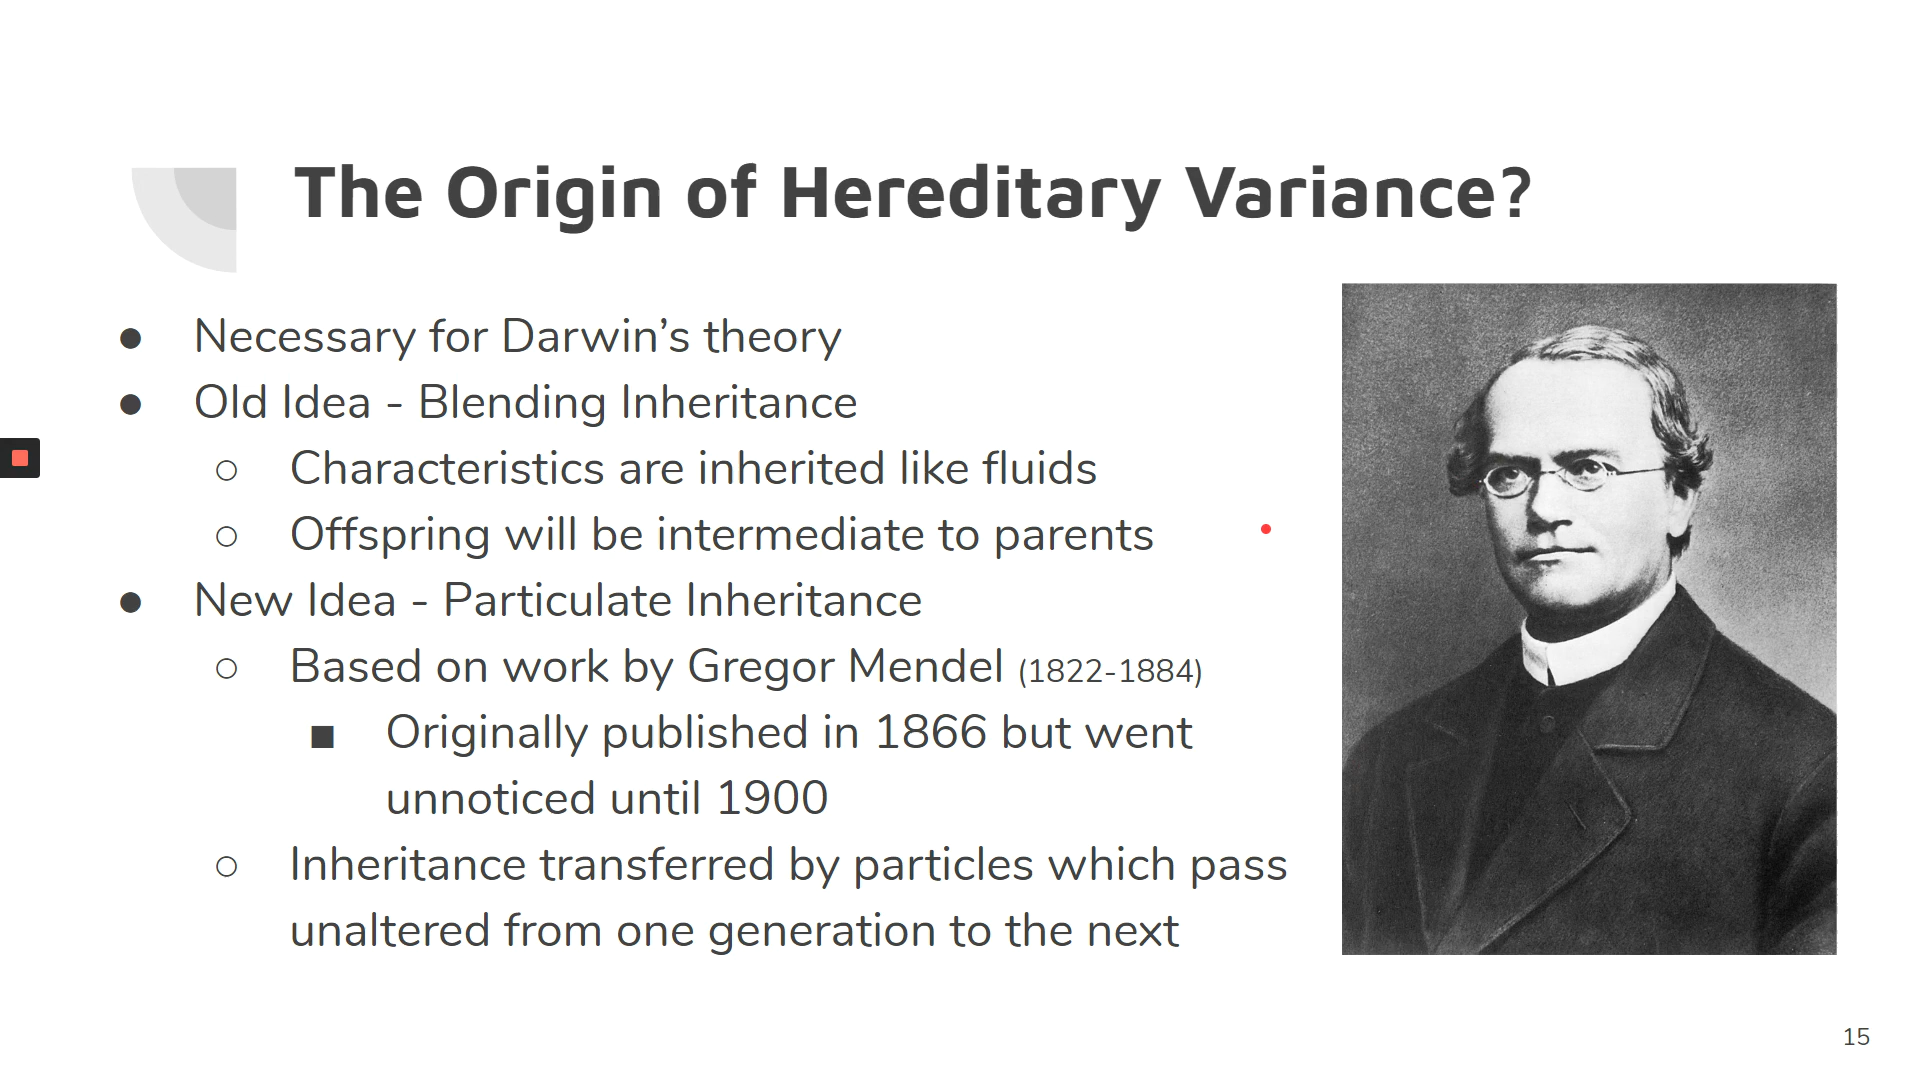 The Origin of Hereditary Variance?
● Necessary for Darwin’s theory
● Old Idea - Blending Inheritance
○ Characteristics are inherited like fluids
○ Offspring will be intermediate to parents
● New Idea - Particulate Inheritance
○ Based on work by Gregor Mendel (1822-1884)
■ Originally published in 1866 but went
unnoticed until 1900
○ Inheritance transferred by particles which pass
unaltered from one generation to the next
15